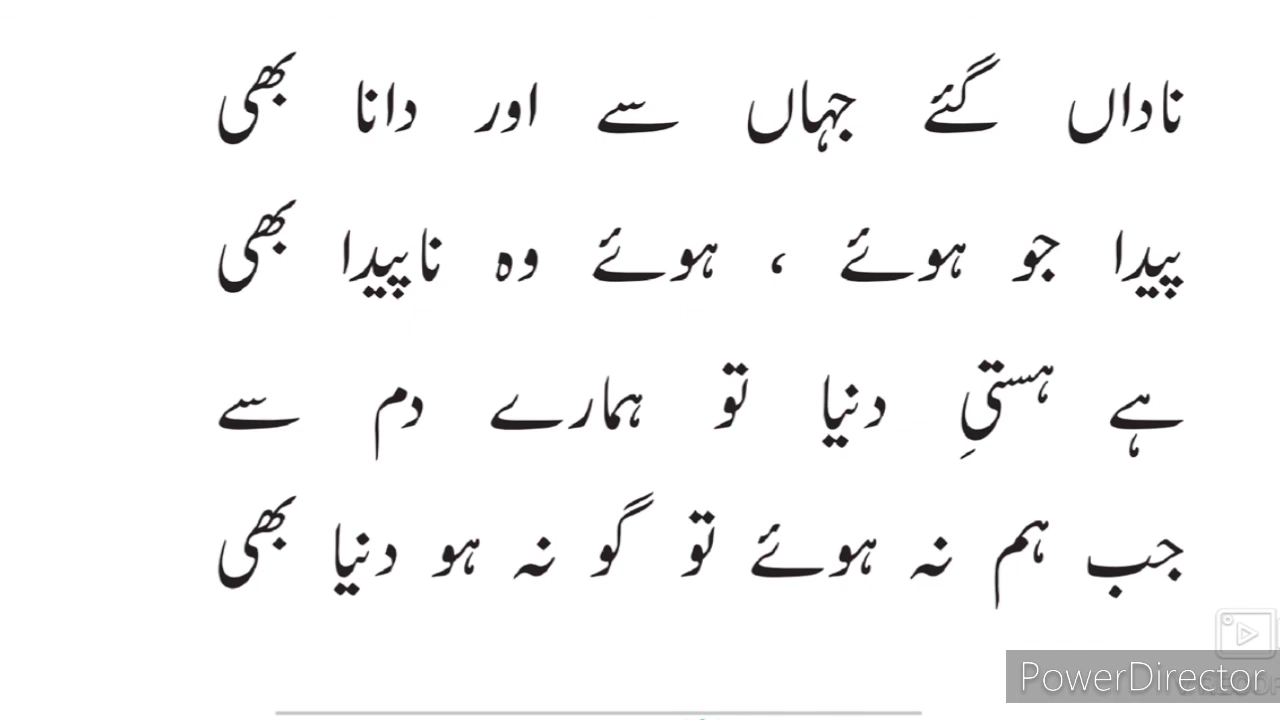 ناداں گئے جہاں سے اور دانا بھی
پیدا جو ہوئے ، ہوئے وہ ناپیدا بھی
ہے ہستیِ دنیا تو ہمارے دم سے
جب ہم نہ ہوئے تو گو نہ ہو دنیا بھی
PowerDirector